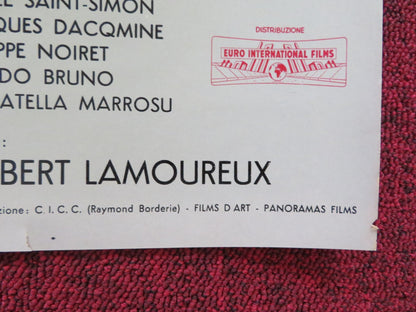 E SAINT-SIMON
QUES DACQMINE
PPE NOIRET
DO BRUNO
ATELLA MARROSU
:
BERT LAMOUREUX
zione: C.I.C.C. (Raymond Borderie) - FILMS D'ART - PANORAMAS FILMS
DISTRIBUZIONE
EURO INTERNATIONAL FILMS